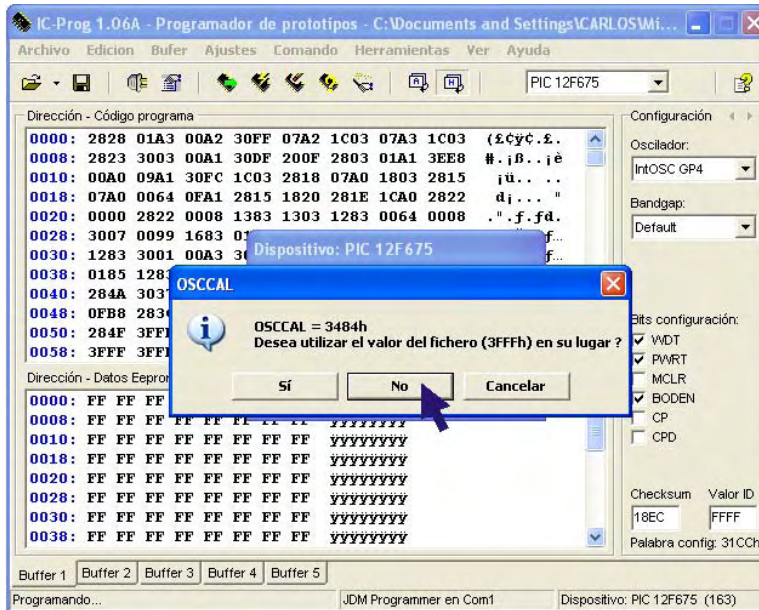 IC-Prog 1.06A - Programador de prototipos - C:\Documents and Settings\CARLOS\Mi...
Archivo Edicion Bufer Ajustes Comando Herramientas Ver Ayuda
PIC 12F675
Dirección - Código programa
0000: 2828 01A3 00A2 30FF 07A2 1C03 07A3 1C03 (£¢ÿ¢.£.
0008: 2823 3003 00A1 30DF 200F 2803 01A1 3EE8 #.¡ß..¡è
0010: 00A0 09A1 30FC 1C03 2818 07A0 1803 2815 ¡ü.. ..
0018: 07A0 0064 0FA1 2815 1820 281E 1CA0 2822 d¡... "
0020: 0000 2822 0008 1383 1303 1283 0064 0008 .".ƒ.ƒd.
0028: 3007 0099 1683
0030: 1283 3001 00A3
0038: 0185
0040: 284A
0048: 0FB8
0050: 284F
0058: 3FFF
Dispositivo: PIC 12F675
OSCCAL
OSCCAL = 3484h
Desea utilizar el valor del fichero (3FFFh) en su lugar ?
Sí No Cancelar
Dirección - Datos
0000: FF FF FF
0008: FF FF FF FF FF FF FF FF ÿÿÿÿÿÿÿÿ
0010: FF FF FF FF FF FF FF FF ÿÿÿÿÿÿÿÿ
0018: FF FF FF FF FF FF FF FF ÿÿÿÿÿÿÿÿ
0020: FF FF FF FF FF FF FF FF ÿÿÿÿÿÿÿÿ
0028: FF FF FF FF FF FF FF FF ÿÿÿÿÿÿÿÿ
0030: FF FF FF FF FF FF FF FF ÿÿÿÿÿÿÿÿ
0038: FF FF FF FF FF FF FF FF ÿÿÿÿÿÿÿÿ
Configuración
Oscilador:
IntOSC GP4
Bandgap:
Default
Bits configuración:
WDT
PWRT
MCLR
BODEN
CP
CPD
Checksum Valor ID
18EC FFFF
Palabra config: 31CCh
Buffer 1 Buffer 2 Buffer 3 Buffer 4 Buffer 5
Programando... JDM Programmer en Com1 Dispositivo: PIC 12F675 (163)